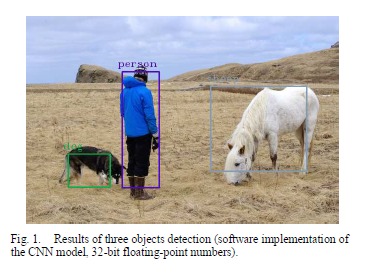 person
dog
Fig. 1. Results of three objects detection (software implementation of
the CNN model, 32-bit floating-point numbers).